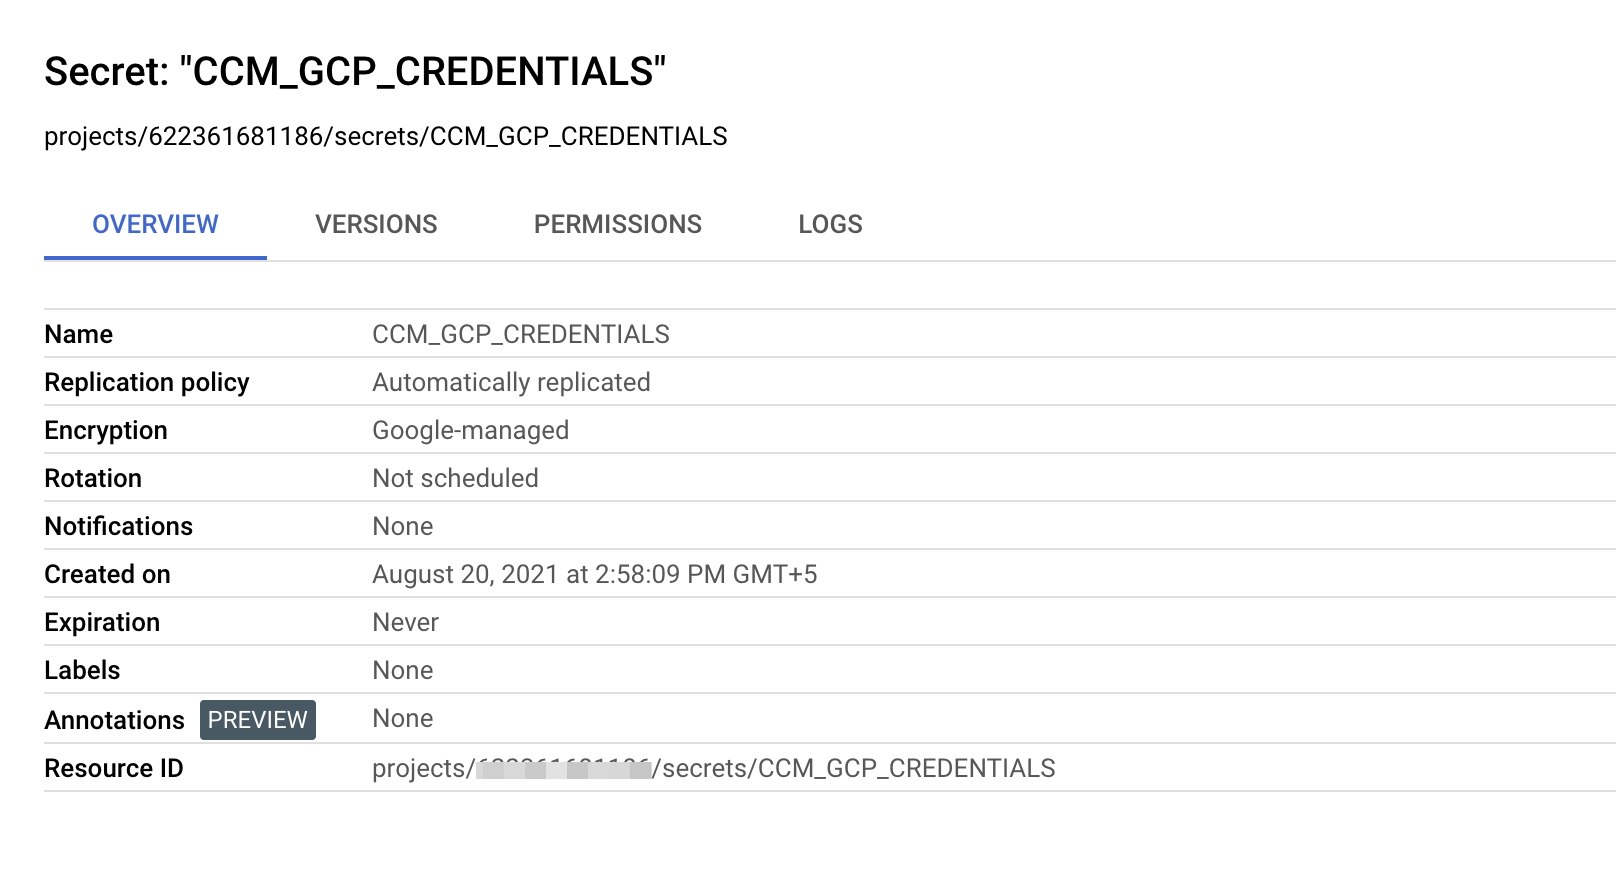 Secret: "CCM_GCP_CREDENTIALS"
projects/622361681186/secrets/CCM_GCP_CREDENTIALS
OVERVIEW VERSIONS PERMISSIONS LOGS
Name CCM_GCP_CREDENTIALS
Replication policy Automatically replicated
Encryption Google-managed
Rotation Not scheduled
Notifications None
Created on August 20, 2021 at 2:58:09 PM GMT+5
Expiration Never
Labels None
Annotations PREVIEW None
Resource ID projects/ /secrets/CCM_GCP_CREDENTIALS